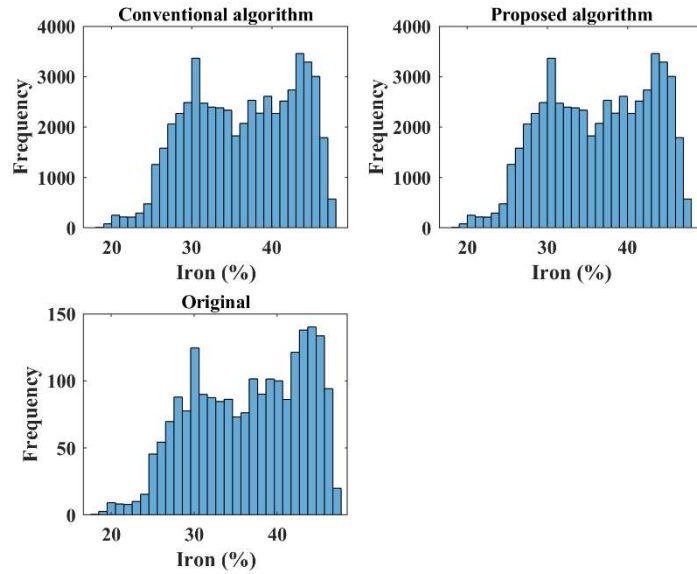 Conventional algorithm
4000
3000
2000
1000
0
Frequency
20 30 40
Iron (%)
Proposed algorithm
4000
3000
2000
1000
0
Frequency
20 30 40
Iron (%)
Original
150
100
50
0
Frequency
20 30 40
Iron (%)